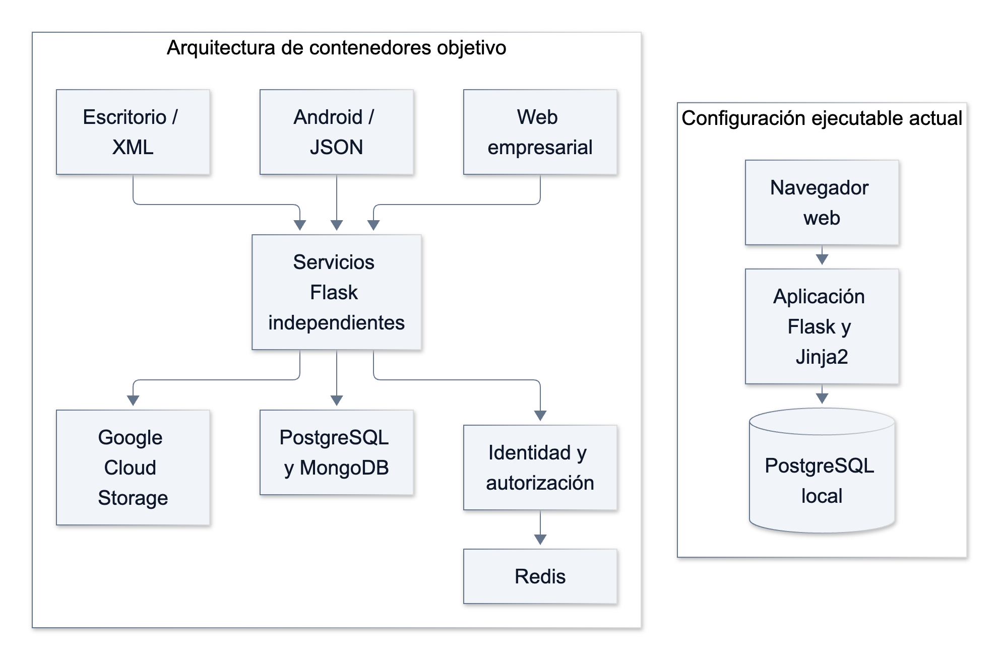 Arquitectura de contenedores objetivo
Escritorio /
XML
Android /
JSON
Web
empresarial
Servicios
Flask
independientes
Google
Cloud
Storage
PostgreSQL
y MongoDB
Identidad y
autorización
Redis
Configuración ejecutable actual
Navegador
web
Aplicación
Flask y
Jinja2
PostgreSQL
local